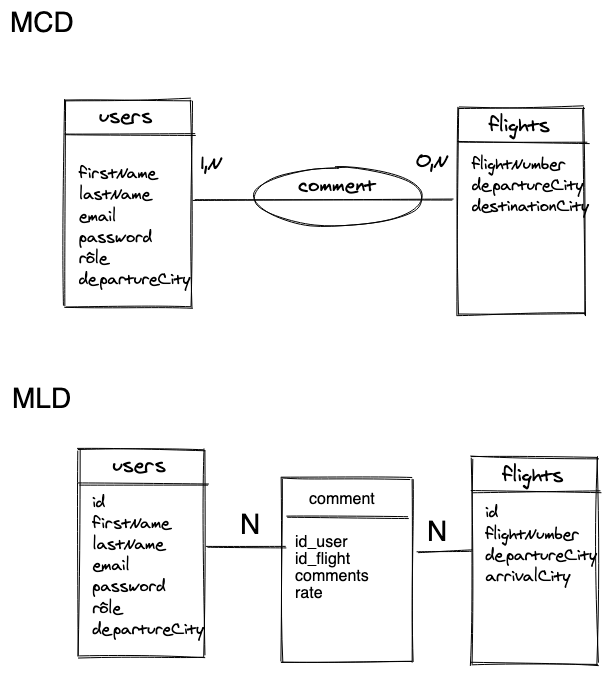 MCD
users
firstName
lastName
email
password
rôle
departureCity
1,N
comment
0,N
flights
flightNumber
departureCity
destinationCity
MLD
users
id
firstName
lastName
email
password
rôle
departureCity
N
comment
id_user
id_flight
comments
rate
N
flights
id
flightNumber
departureCity
arrivalCity